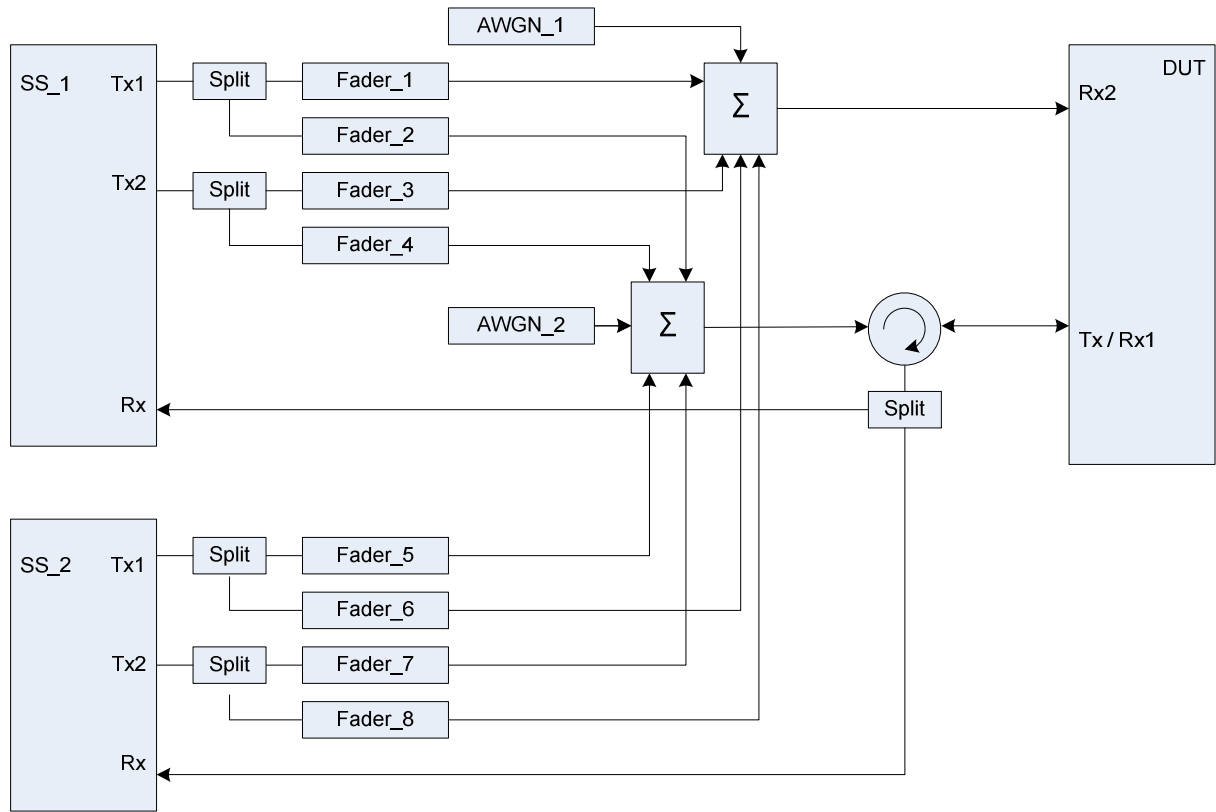 AWGN_1
SS_1
Tx1
Split
Fader_1
Σ
DUT
Rx2
Fader_2
Tx2
Split
Fader_3
Fader_4
AWGN_2
Σ
Tx / Rx1
Rx
Split
SS_2
Tx1
Split
Fader_5
Fader_6
Tx2
Split
Fader_7
Fader_8
Rx